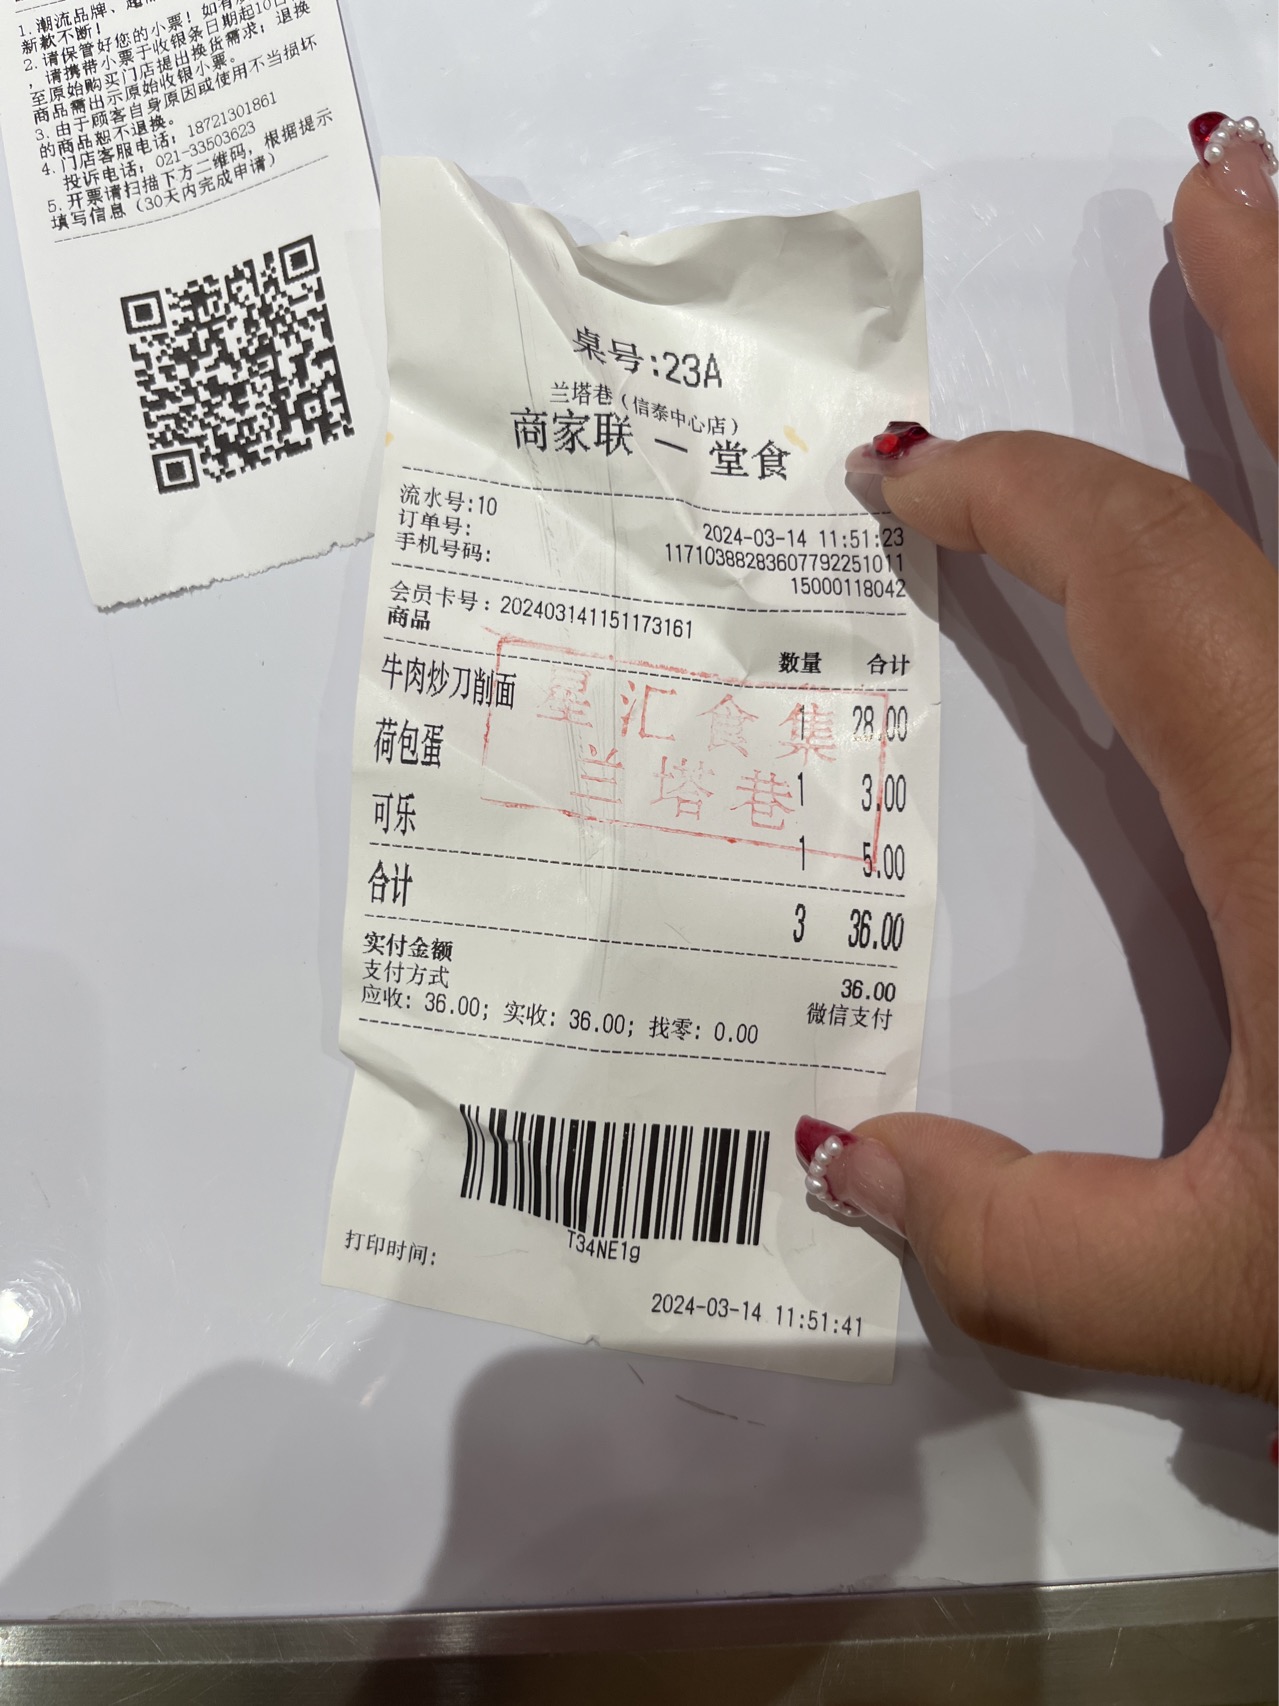 1. 潮流品牌、
新款不断!
2. 请保管好您的小票! 如有
, 请携带小票于收银条日期起10日
至原始购买门店提出换货需求; 退换
商品需出示原始收银小票。
3. 由于顾客自身原因或使用不当损坏
的商品恕不退换。
4. 门店客服电话: 18721301861
投诉电话: 021-33503623
5. 开票请扫描下方二维码, 根据提示
填写信息 (30天内完成申请)
桌号:23A
兰塔巷(信泰中心店)
商家联 一 堂食
流水号:10 2024-03-14 11:51:23
订单号: 11710388283607792251011
手机号码: 15000118042
会员卡号: 202403141151173161
商品 数量 合计
牛肉炒刀削面 1 28.00
荷包蛋 1 3.00
可乐 1 5.00
星汇食集
兰塔巷
合计 3 36.00
实付金额 36.00
支付方式 微信支付
应收: 36.00; 实收: 36.00; 找零: 0.00
T34NE1g
打印时间: 2024-03-14 11:51:41